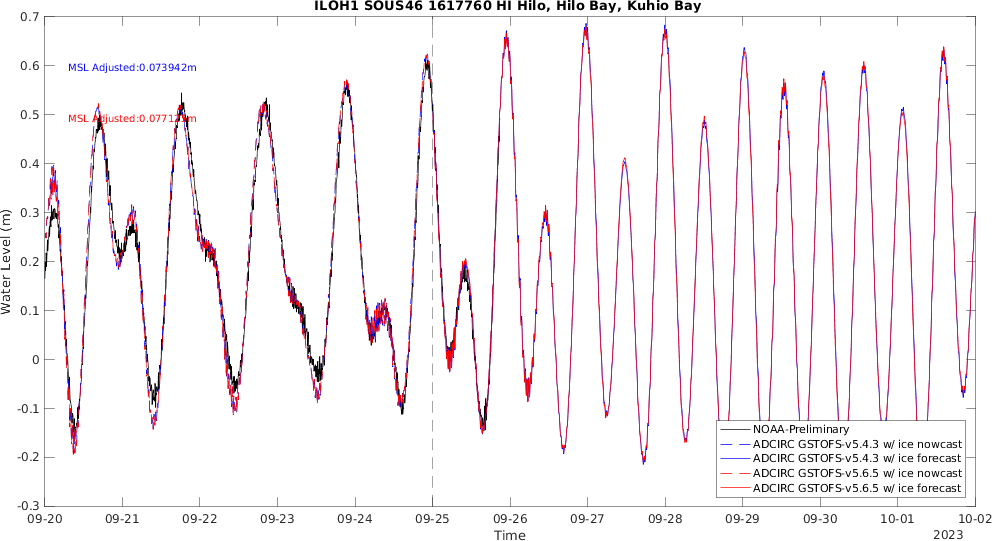 ILOH1 SOUS46 1617760 HI Hilo, Hilo Bay, Kuhio Bay
0.7
0.6
0.5
0.4
0.3
0.2
0.1
0
-0.1
-0.2
-0.3
Water Level (m)
MSL Adjusted:0.073942m
MSL Adjusted:
NOAA-Preliminary
ADCIRC GSTOFS-v5.4.3 w/ ice nowcast
ADCIRC GSTOFS-v5.4.3 w/ ice forecast
ADCIRC GSTOFS-v5.6.5 w/ ice nowcast
ADCIRC GSTOFS-v5.6.5 w/ ice forecast
09-20 09-21 09-22 09-23 09-24 09-25 09-26 09-27 09-28 09-29 09-30 10-01 10-02
Time
2023